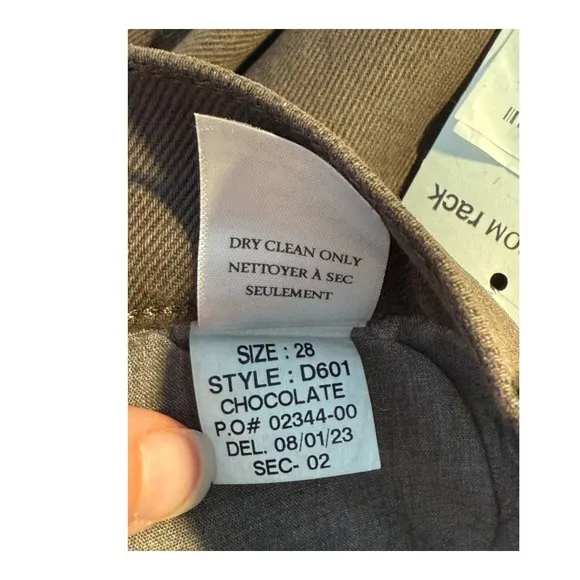 DRY CLEAN ONLY
NETTOYER À SEC
SEULEMENT
SIZE : 28
STYLE : D601
CHOCOLATE
P.O# 02344-00
DEL. 08/01/23
SEC- 02
OM rack